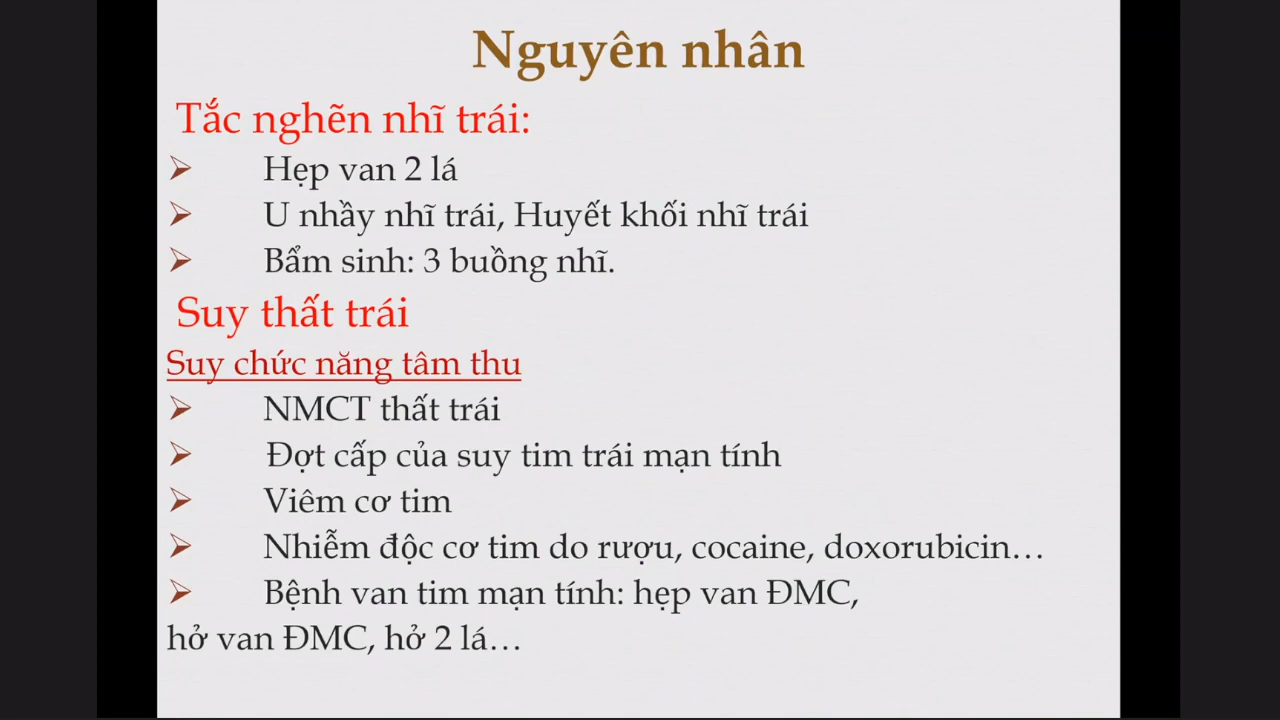 Nguyên nhân
Tắc nghẽn nhĩ trái:
➢ Hẹp van 2 lá
➢ U nhầy nhĩ trái, Huyết khối nhĩ trái
➢ Bẩm sinh: 3 buồng nhĩ.
Suy thất trái
Suy chức năng tâm thu
➢ NMCT thất trái
➢ Đợt cấp của suy tim trái mạn tính
➢ Viêm cơ tim
➢ Nhiễm độc cơ tim do rượu, cocaine, doxorubicin…
➢ Bệnh van tim mạn tính: hẹp van ĐMC,
hở van ĐMC, hở 2 lá…